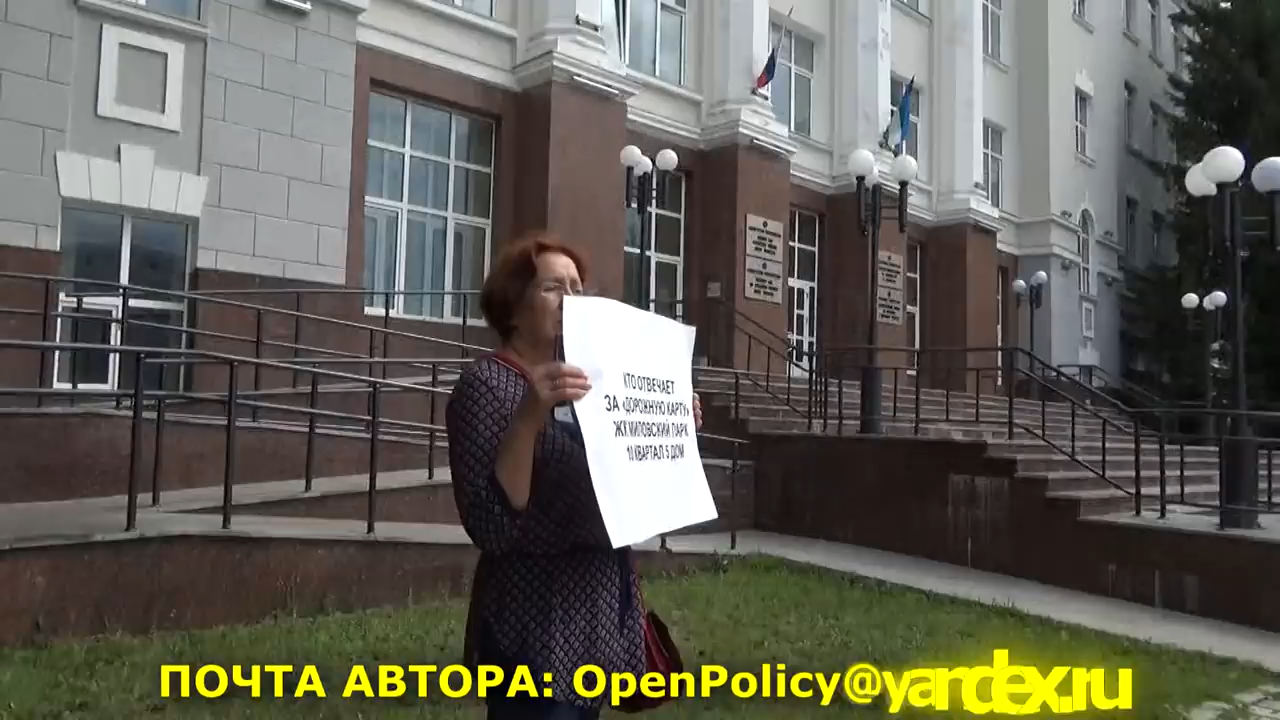 КТО ОТВЕЧАЕТ
ЗА «ДОРОЖНУЮ КАРТУ»
ЖК МИЛОВСКИЙ ПАРК
10 КВАРТАЛ 5 ДОМ
ПОЧТА АВТОРА: OpenPolicy@yandex.ru